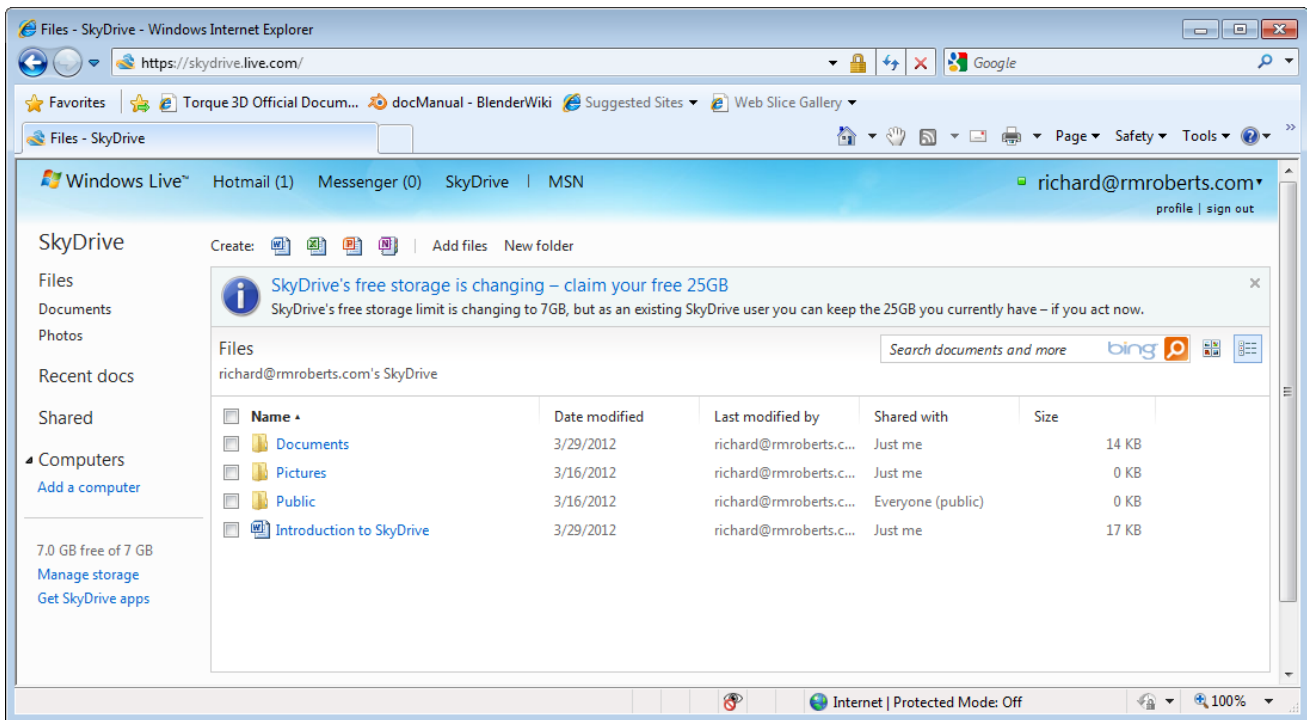 Files - SkyDrive - Windows Internet Explorer
https://skydrive.live.com/
Google
Favorites Torque 3D Official Docum... docManual - BlenderWiki Suggested Sites Web Slice Gallery
Files - SkyDrive
Page Safety Tools
Windows Live™ Hotmail (1) Messenger (0) SkyDrive | MSN richard@rmroberts.com
profile | sign out
SkyDrive
Create: Add files New folder
Files
Documents
Photos
Recent docs
Shared
Computers
Add a computer
7.0 GB free of 7 GB
Manage storage
Get SkyDrive apps
SkyDrive's free storage is changing – claim your free 25GB
SkyDrive's free storage limit is changing to 7GB, but as an existing SkyDrive user you can keep the 25GB you currently have – if you act now.
Files
Search documents and more bing
richard@rmroberts.com's SkyDrive
Name Date modified Last modified by Shared with Size
Documents 3/29/2012 richard@rmroberts.c... Just me 14 KB
Pictures 3/16/2012 richard@rmroberts.c... Just me 0 KB
Public 3/16/2012 richard@rmroberts.c... Everyone (public) 0 KB
Introduction to SkyDrive 3/29/2012 richard@rmroberts.c... Just me 17 KB
Internet | Protected Mode: Off 100%